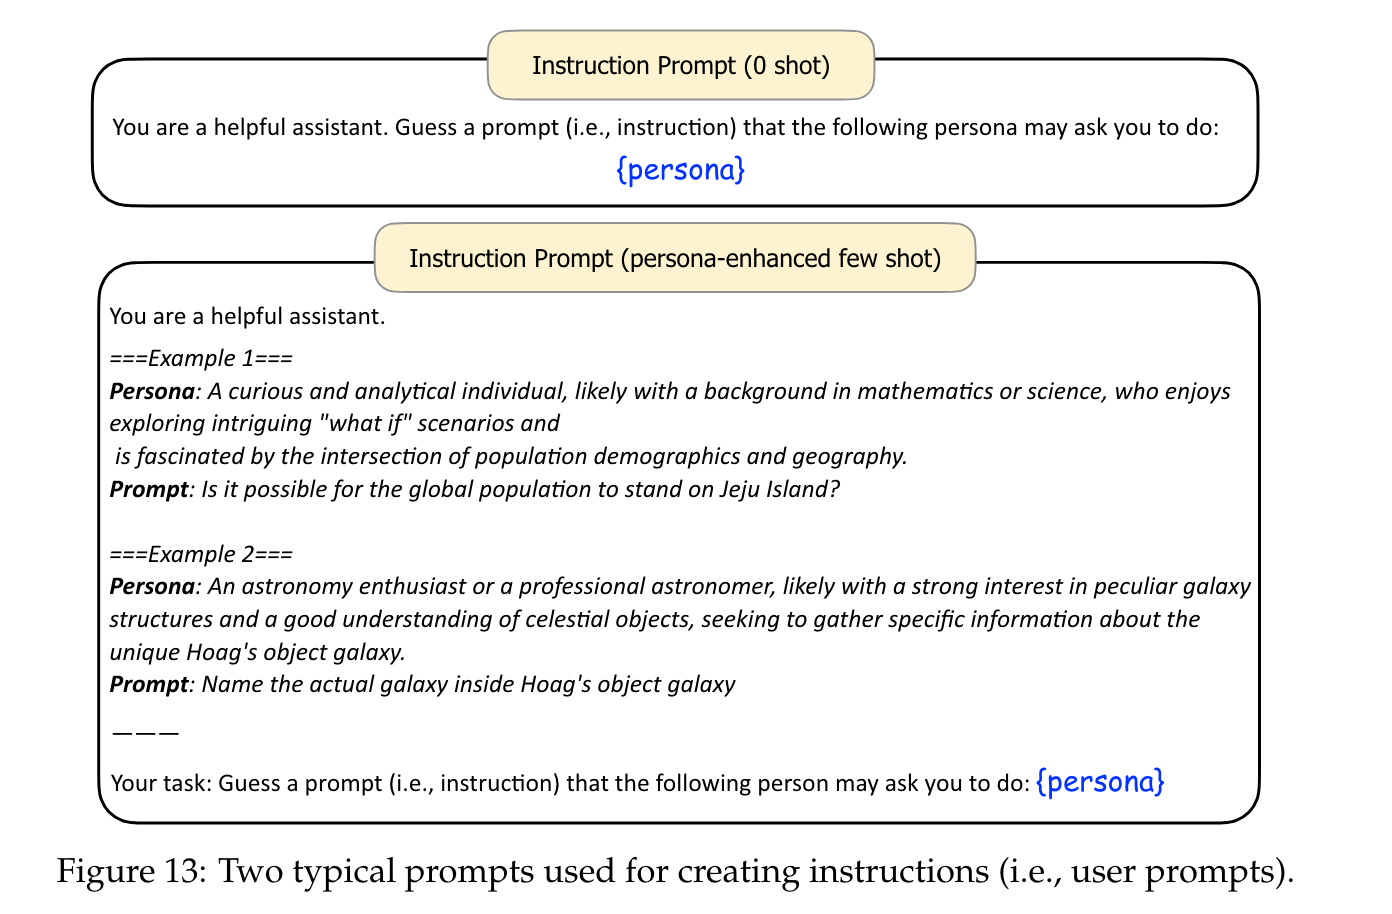 Instruction Prompt (0 shot)
You are a helpful assistant. Guess a prompt (i.e., instruction) that the following persona may ask you to do:
{persona}
Instruction Prompt (persona-enhanced few shot)
You are a helpful assistant.
===Example 1===
Persona: A curious and analytical individual, likely with a background in mathematics or science, who enjoys
exploring intriguing "what if" scenarios and
is fascinated by the intersection of population demographics and geography.
Prompt: Is it possible for the global population to stand on Jeju Island?
===Example 2===
Persona: An astronomy enthusiast or a professional astronomer, likely with a strong interest in peculiar galaxy
structures and a good understanding of celestial objects, seeking to gather specific information about the
unique Hoag's object galaxy.
Prompt: Name the actual galaxy inside Hoag's object galaxy
———
Your task: Guess a prompt (i.e., instruction) that the following person may ask you to do: {persona}
Figure 13: Two typical prompts used for creating instructions (i.e., user prompts).